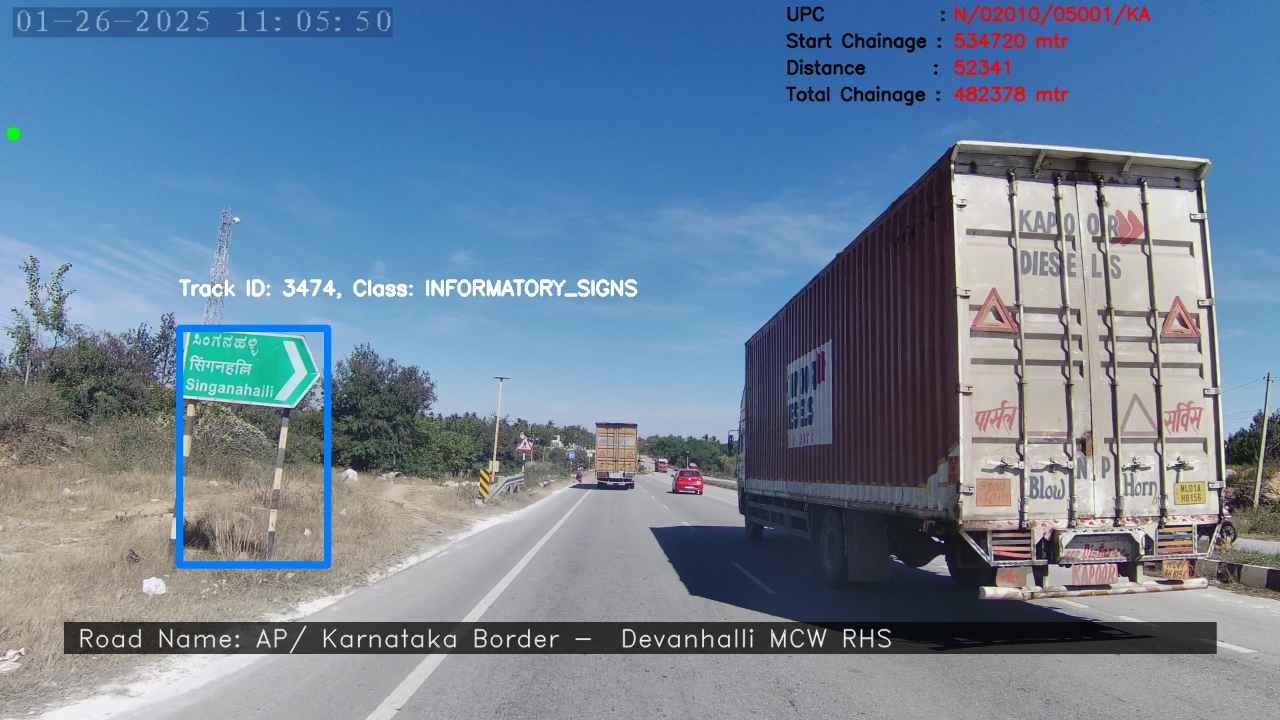 01-26-2025 11:05:50
UPC : N/02010/05001/KA
Start Chainage : 534720 mtr
Distance : 52341
Total Chainage : 482378 mtr
Track ID: 3474, Class: INFORMATORY_SIGNS
ಸಿಂಗನಹಳ್ಳಿ
सिंगनहल्लि
Singanahalli
KAPOOR
DIESELS
पार्सल सर्विस
N P
Blow Horn
KAPOOR
Road Name: AP/ Karnataka Border - Devanhalli MCW RHS